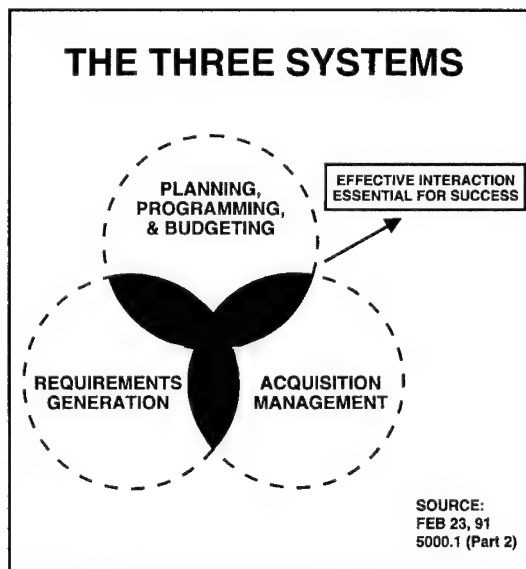 THE THREE SYSTEMS
PLANNING,
PROGRAMMING,
& BUDGETING
EFFECTIVE INTERACTION
ESSENTIAL FOR SUCCESS
REQUIREMENTS
GENERATION
ACQUISITION
MANAGEMENT
SOURCE:
FEB 23, 91
5000.1 (Part 2)